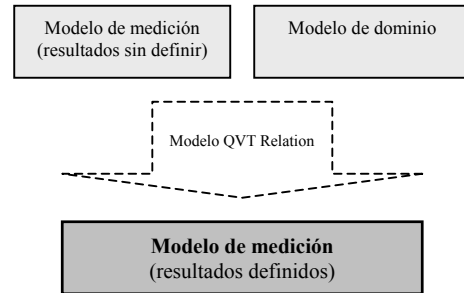 Modelo de medición
(resultados sin definir)
Modelo de dominio
Modelo QVT Relation
Modelo de medición
(resultados definidos)